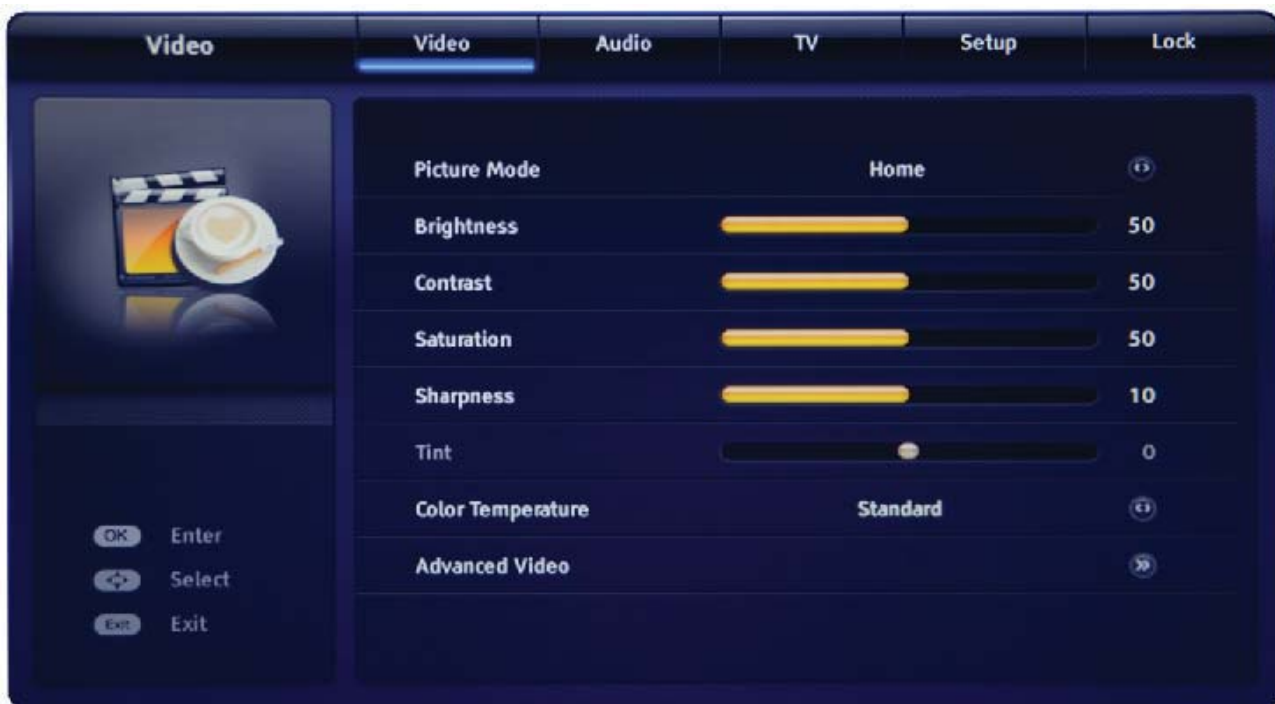 Video
Video Audio TV Setup Lock
Picture Mode Home
Brightness 50
Contrast 50
Saturation 50
Sharpness 10
Tint 0
Color Temperature Standard
Advanced Video
OK Enter
Select
Exit Exit